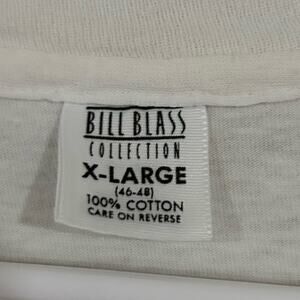 BILL BLASS
COLLECTION
X-LARGE
(46-48)
100% COTTON
CARE ON REVERSE